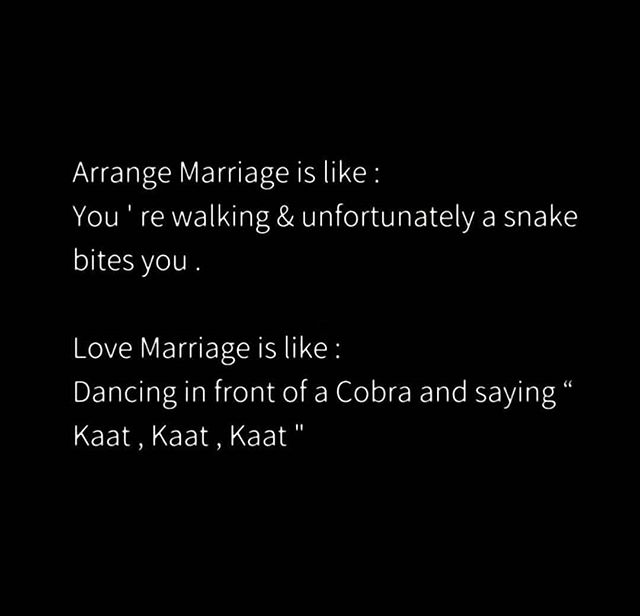 Arrange Marriage is like :
You ' re walking & unfortunately a snake
bites you .
Love Marriage is like :
Dancing in front of a Cobra and saying “
Kaat , Kaat , Kaat "